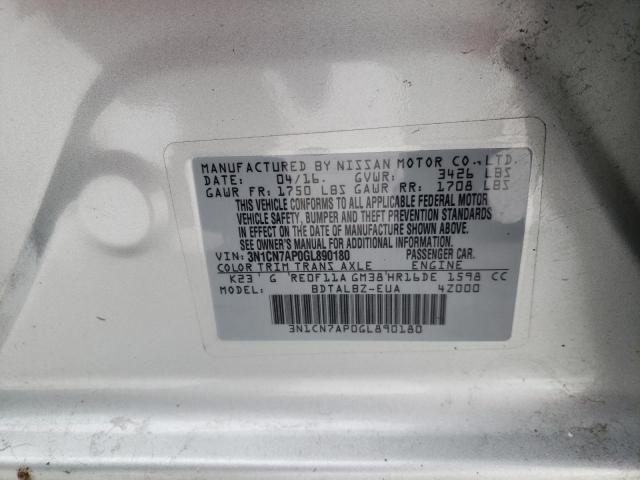 MANUFACTURED BY NISSAN MOTOR CO.,LTD.
DATE: 04/16. GVWR: 3426 LBS
GAWR FR: 1750 LBS GAWR RR: 1708 LBS
THIS VEHICLE CONFORMS TO ALL APPLICABLE FEDERAL MOTOR
VEHICLE SAFETY, BUMPER AND THEFT PREVENTION STANDARDS
IN EFFECT ON THE DATE OF MANUFACTURE SHOWN ABOVE.
SEE OWNER'S MANUAL FOR ADDITIONAL INFORMATION.
VIN: 3N1CN7AP0GL890180 PASSENGER CAR.
COLOR TRIM TRANS AXLE ENGINE
K23 G RE0F11A GM38 HR16DE 1598 CC
MODEL: BDTALBZ-EUA 4Z000
3N1CN7AP0GL890180